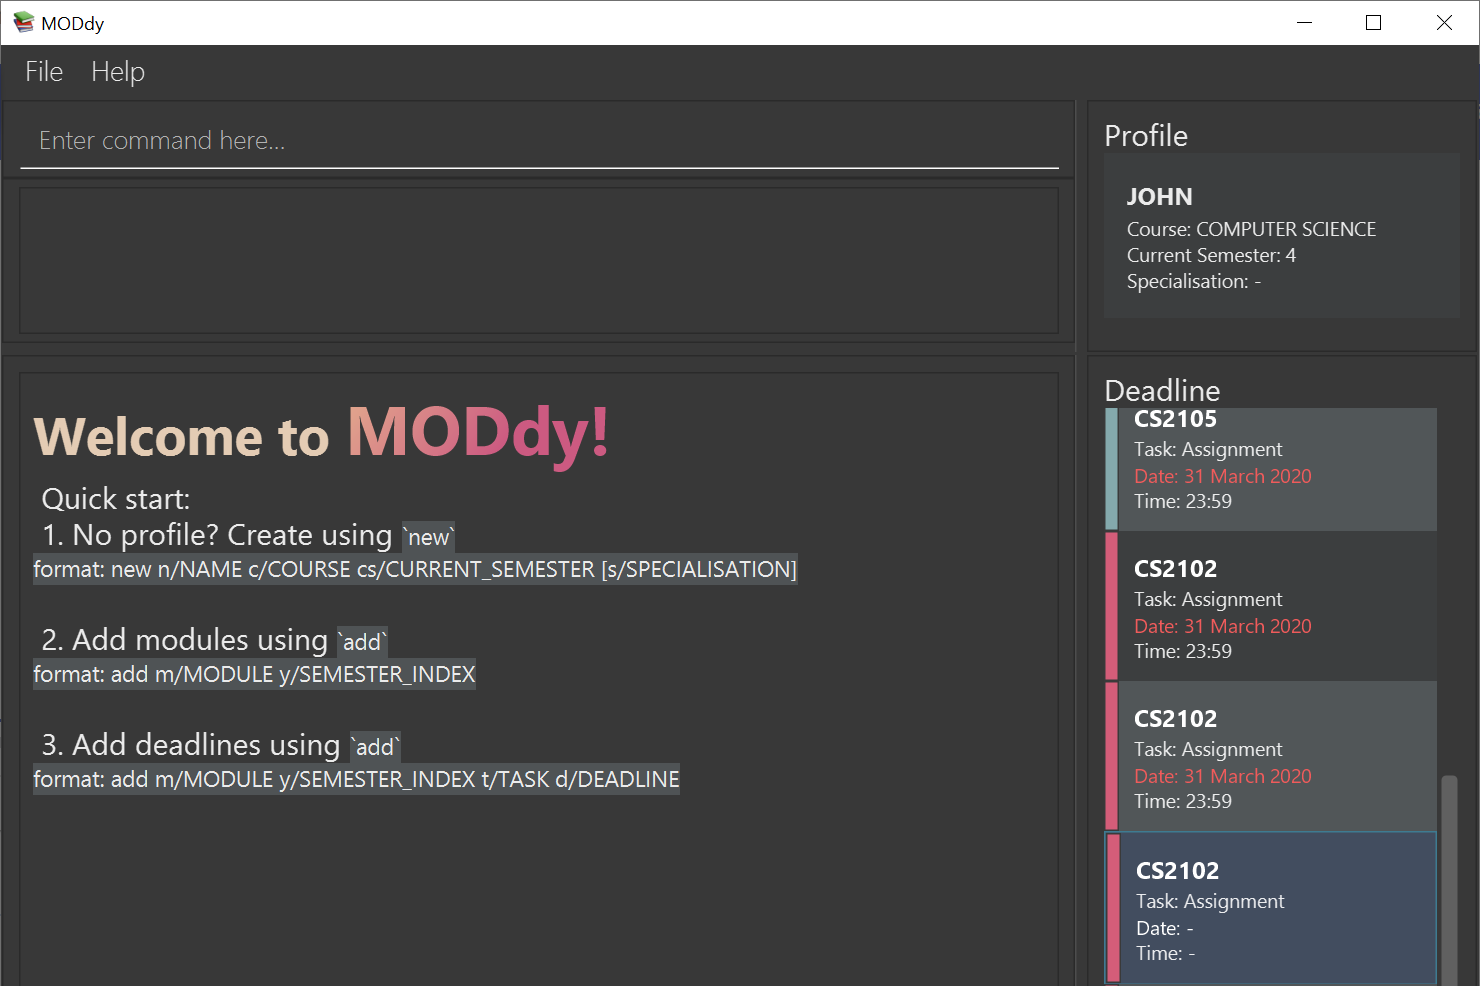 MODdy
File Help
Enter command here...
Welcome to MODdy!
Quick start:
1. No profile? Create using `new`
format: new n/NAME c/COURSE cs/CURRENT_SEMESTER [s/SPECIALISATION]
2. Add modules using `add`
format: add m/MODULE y/SEMESTER_INDEX
3. Add deadlines using `add`
format: add m/MODULE y/SEMESTER_INDEX t/TASK d/DEADLINE
Profile
JOHN
Course: COMPUTER SCIENCE
Current Semester: 4
Specialisation: -
Deadline
CS2105
Task: Assignment
Date: 31 March 2020
Time: 23:59
CS2102
Task: Assignment
Date: 31 March 2020
Time: 23:59
CS2102
Task: Assignment
Date: 31 March 2020
Time: 23:59
CS2102
Task: Assignment
Date: -
Time: -